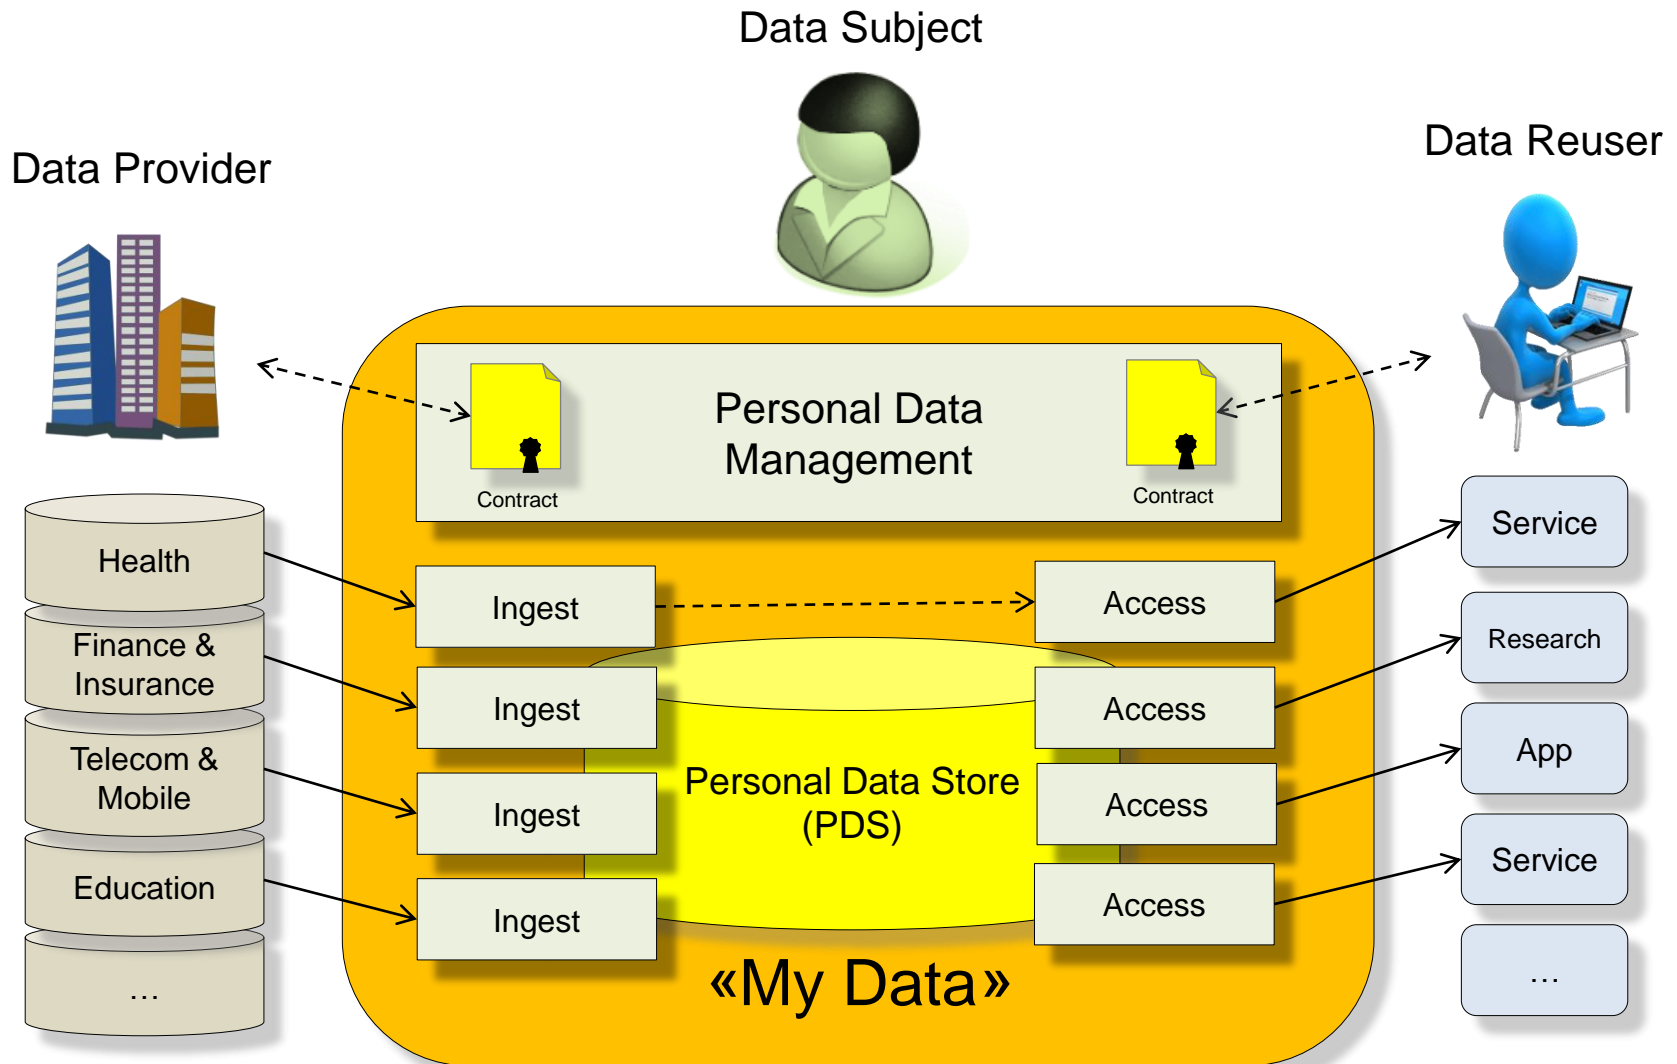 Data Subject
Data Provider
Data Reuser
Personal Data
Management
Contract
Contract
Health
Finance &
Insurance
Telecom &
Mobile
Education
…
Ingest
Ingest
Ingest
Ingest
Personal Data Store
(PDS)
Access
Access
Access
Access
«My Data»
Service
Research
App
Service
…